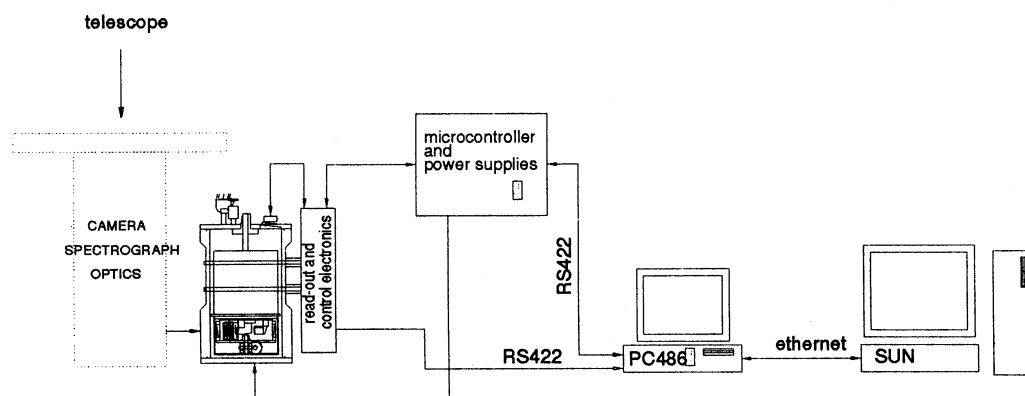 telescope
microcontroller
and
power supplies
CAMERA
SPECTROGRAPH
OPTICS
read-out and
control electronics
RS422
RS422
PC486
ethernet
SUN